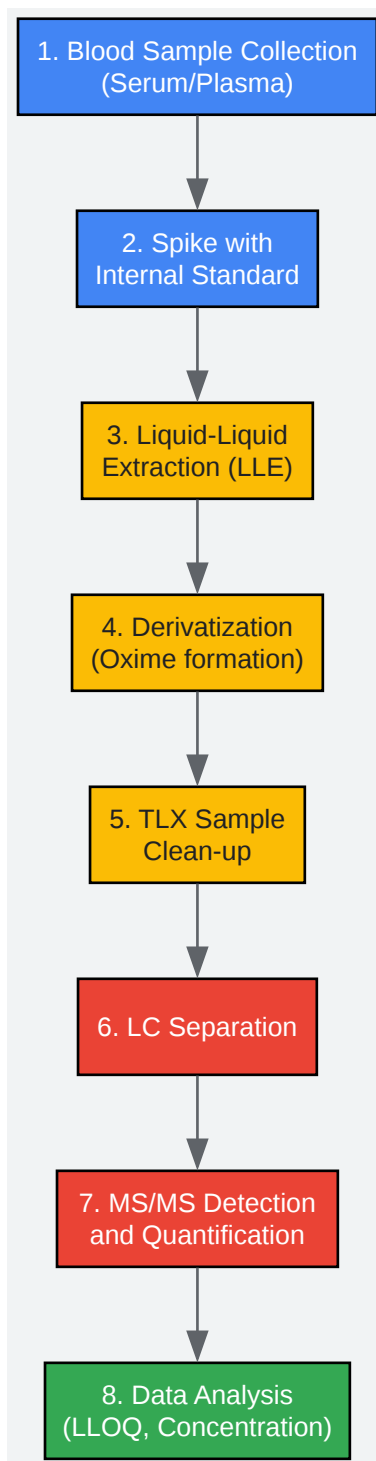 1. Blood Sample Collection
(Serum/Plasma)
2. Spike with
Internal Standard
3. Liquid-Liquid
Extraction (LLE)
4. Derivatization
(Oxime formation)
5. TLX Sample
Clean-up
6. LC Separation
7. MS/MS Detection
and Quantification
8. Data Analysis
(LLOQ, Concentration)